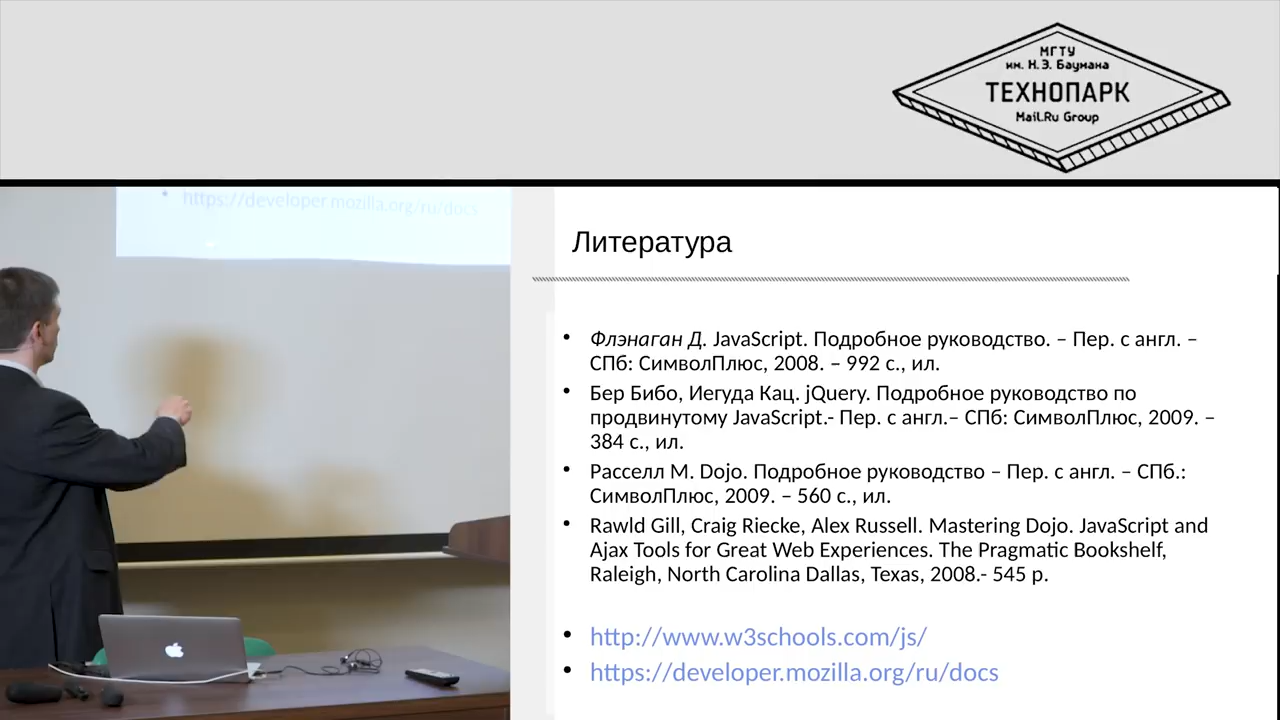 МГТУ
им. Н.Э. Баумана
ТЕХНОПАРК
Mail.Ru Group
https://developer.mozilla.org/ru/docs
Литература
Флэнаган Д. JavaScript. Подробное руководство. – Пер. с англ. –
СПб: СимволПлюс, 2008. – 992 с., ил.
Бер Бибо, Иегуда Кац. jQuery. Подробное руководство по
продвинутому JavaScript.- Пер. с англ.– СПб: СимволПлюс, 2009. –
384 с., ил.
Расселл М. Dojo. Подробное руководство – Пер. с англ. – СПб.:
СимволПлюс, 2009. – 560 с., ил.
Rawld Gill, Craig Riecke, Alex Russell. Mastering Dojo. JavaScript and
Ajax Tools for Great Web Experiences. The Pragmatic Bookshelf,
Raleigh, North Carolina Dallas, Texas, 2008.- 545 p.
http://www.w3schools.com/js/
https://developer.mozilla.org/ru/docs